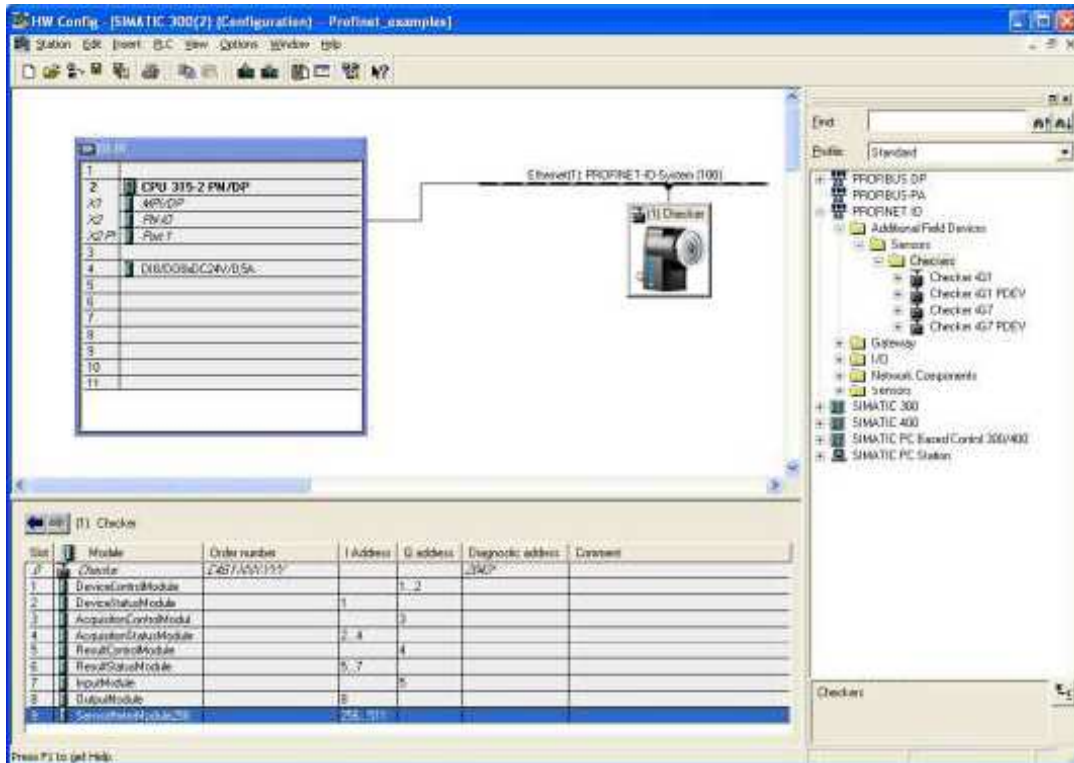 HW Config - [SIMATIC 300(2) (Configuration) -- Profinet_examples]
Station Edit Insert PLC View Options Window Help
1
2 CPU 315-2 PN/DP
X1 MPI/DP
X2 PN-IO
X2 P1 Port 1
3
4 DI8/DO8xDC24V/0,5A
5
6
7
8
9
10
11
Ethernet(1): PROFINET-IO-System (100)
(1) Checker
Find:
Profile: Standard
PROFIBUS DP
PROFIBUS-PA
PROFINET IO
Additional Field Devices
Sensors
Checkers
Checker 4G1
Checker 4G1 PDEV
Checker 4G7
Checker 4G7 PDEV
Gateway
I/O
Network Components
Sensors
SIMATIC 300
SIMATIC 400
SIMATIC PC Based Control 300/400
SIMATIC PC Station
(1) Checker
Slot Module Order number I Address Q address Diagnostic address Comment
0 Checker
1 DeviceControlModule 1...2
2 DeviceStatusModule 1
3 AcquisitionControlModul 3
4 AcquisitionStatusModule 2...4
5 ResultControlModule 4
6 ResultStatusModule 5...7
7 InputModule 5
8 OutputModule 8
9 256...511
Checkers
Press F1 to get Help.